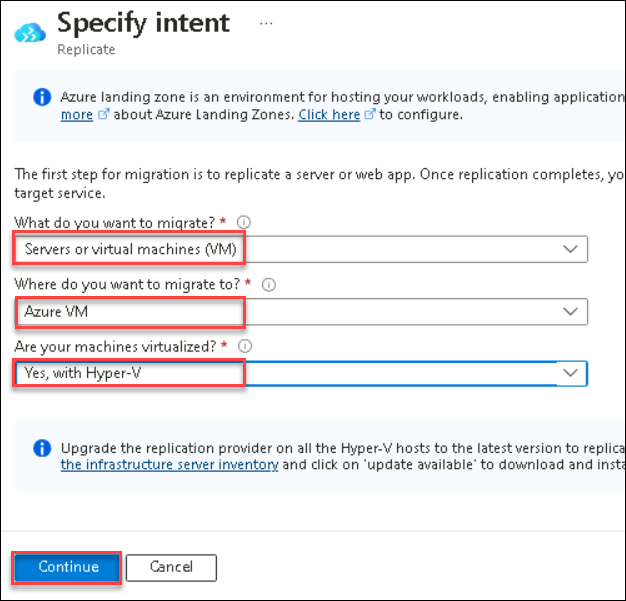 Specify intent ...
Replicate
Azure landing zone is an environment for hosting your workloads, enabling application
more about Azure Landing Zones. Click here to configure.
The first step for migration is to replicate a server or web app. Once replication completes, yo
target service.
What do you want to migrate? *
Servers or virtual machines (VM)
Where do you want to migrate to? *
Azure VM
Are your machines virtualized? *
Yes, with Hyper-V
Upgrade the replication provider on all the Hyper-V hosts to the latest version to replica
the infrastructure server inventory and click on 'update available' to download and insta
Continue Cancel